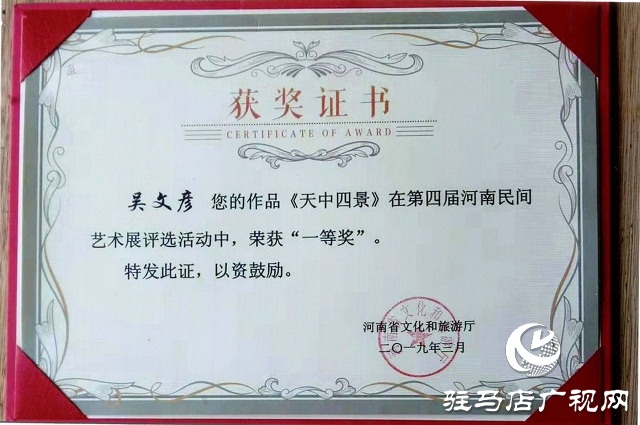 获奖证书
CERTIFICATE OF AWARD
吴文彦 您的作品《天中四景》在第四届河南民间
艺术展评选活动中，荣获“一等奖”。
特发此证，以资鼓励。
河南省文化和旅游厅
二〇一九年三月
驻马店广视网